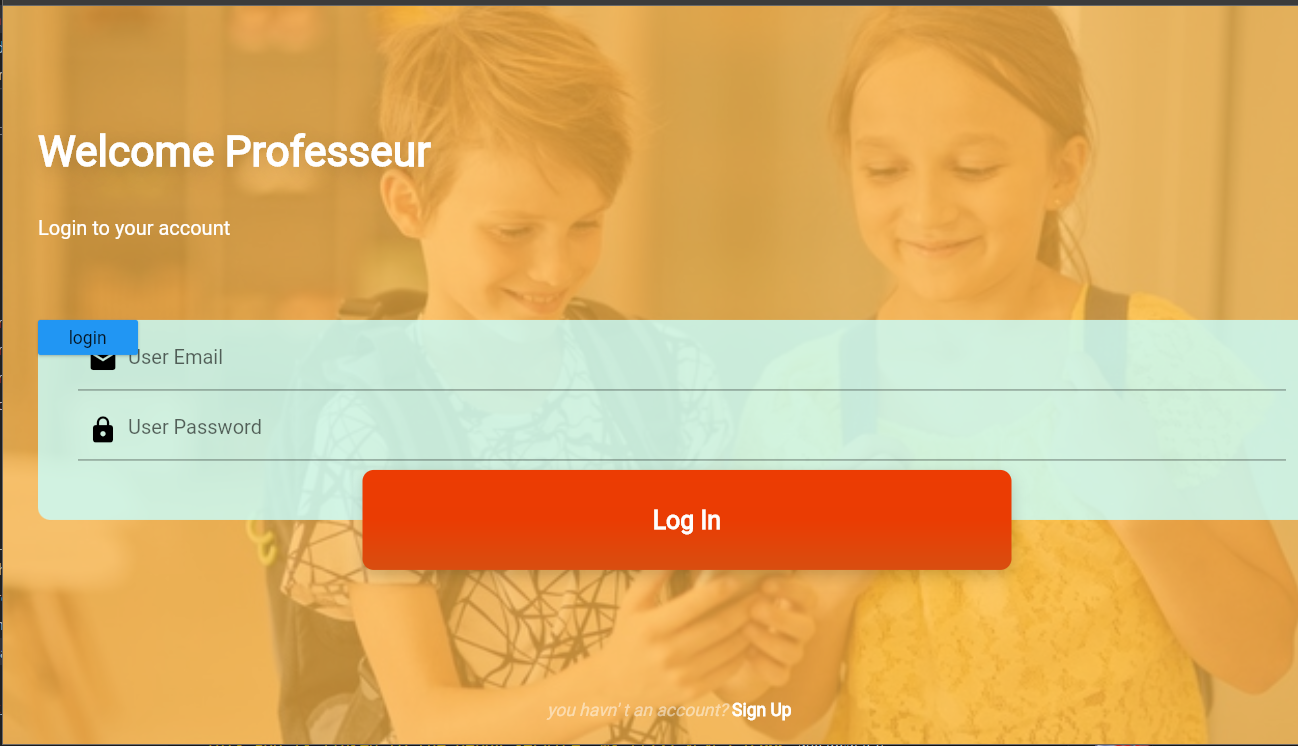 Welcome Professeur
Login to your account
login
User Email
User Password
Log In
you havn' t an account? Sign Up